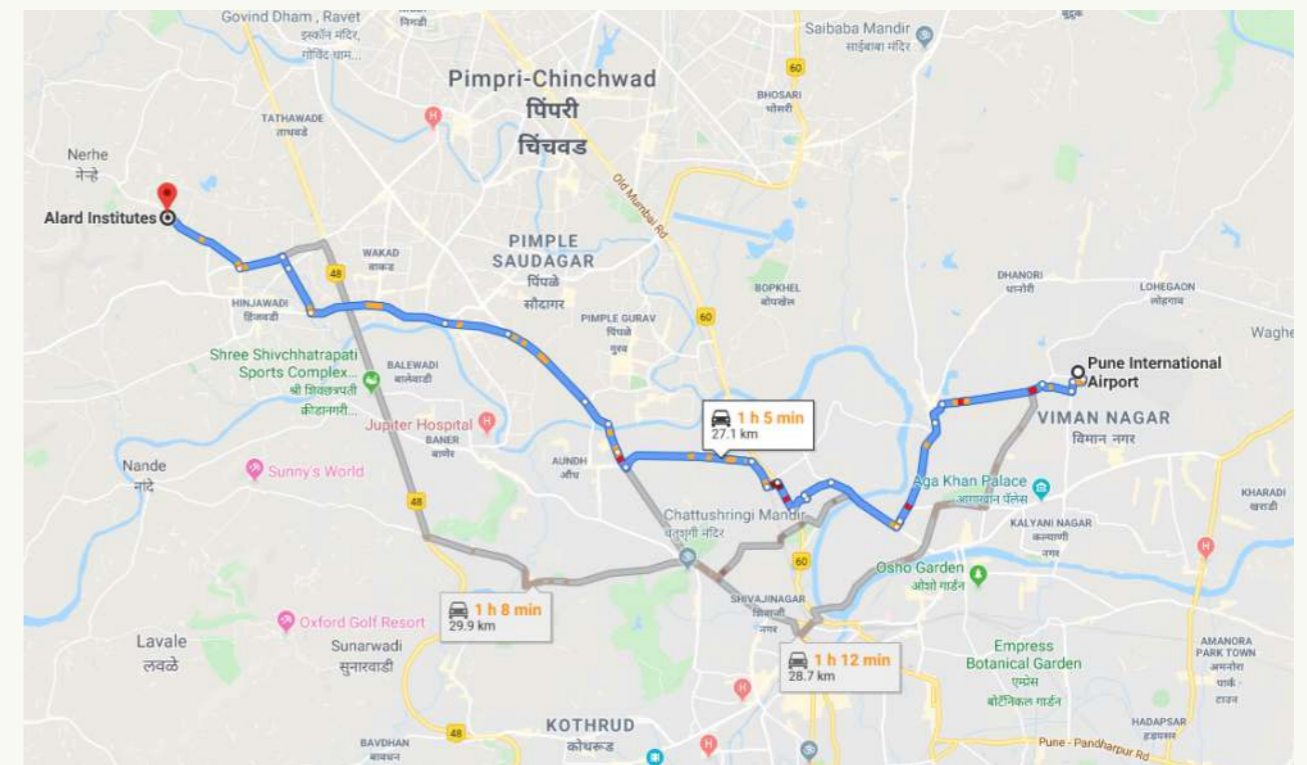 Govind Dham , Ravet
इस्कॉन मंदिर,
गोविंद धाम...
निगडी
Saibaba Mandir
साईबाबा मंदिर
60
Pimpri-Chinchwad
पिंपरी
चिंचवड
BHOSARI
भोसरी
TATHAWADE
ताथवडे
H
Nerhe
नेर्‍हे
Old Mumbai Rd
Alard Institutes
PIMPLE
SAUDAGAR
पिंपळे
सौदागर
WAKAD
वाकड
48
DHANORI
धानोरी
BOPKHEL
बोपखेल
LOHEGAON
लोहगाव
HINJAWADI
हिंजवडी
PIMPLE GURAV
पिंपळे
गुरव
60
Waghe
Shree Shivchhatrapati
Sports Complex...
श्री शिवछत्रपती
क्रीडानगरी...
BALEWADI
बालेवाडी
Pune International
Airport
1 h 5 min
27.1 km
VIMAN NAGAR
विमान नगर
Jupiter Hospital
H
BANER
बाणेर
AUNDH
औंध
Nande
नांदे
Sunny's World
Aga Khan Palace
आगाखान पॅलेस
KHARADI
खराडी
48
Chattushringi Mandir
चतुःशृंगी मंदिर
KALYANI NAGAR
कल्याणी
नगर
H
60
Osho Garden
ओशो गार्डन
1 h 8 min
29.9 km
SHIVAJINAGAR
शिवाजी
नगर
Oxford Golf Resort
Lavale
लवळे
Sunarwadi
सुनारवाडी
1 h 12 min
28.7 km
Empress
Botanical Garden
एम्प्रेस
बोटॅनिकल गार्डन
AMANORA
PARK TOWN
अमनोरा
पार्क -
टाउन
H
KOTHRUD
कोथरूड
48
HADAPSAR
हडपसर
BAVDHAN
बावधन
H
Pune - Pandharpur Rd